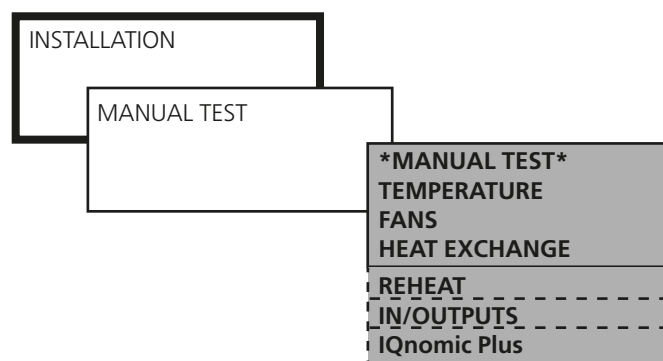 INSTALLATION
MANUAL TEST
*MANUAL TEST*
TEMPERATURE
FANS
HEAT EXCHANGE
REHEAT
IN/OUTPUTS
IQnomic Plus